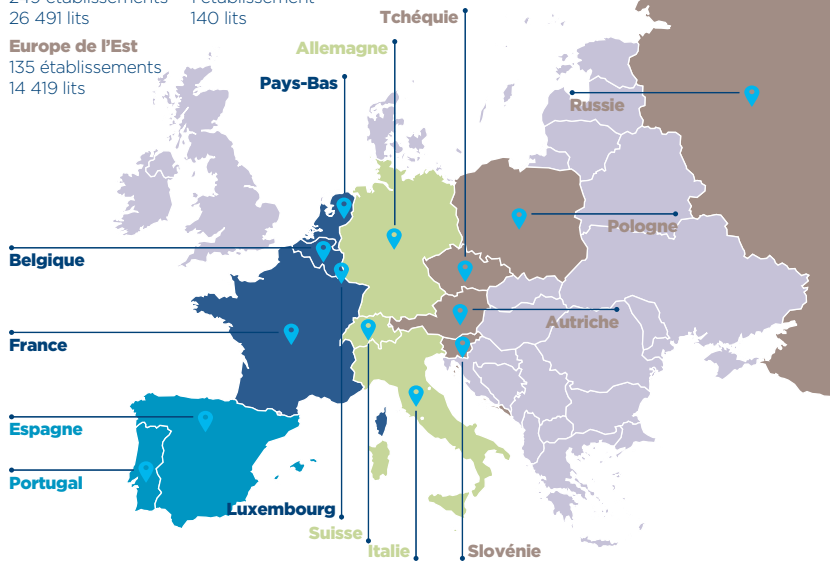 26 491 lits
140 lits
Europe de l'Est
135 établissements
14 419 lits
Tchéquie
Allemagne
Pays-Bas
Russie
Pologne
Belgique
Autriche
France
Espagne
Portugal
Luxembourg
Suisse
Italie
Slovénie